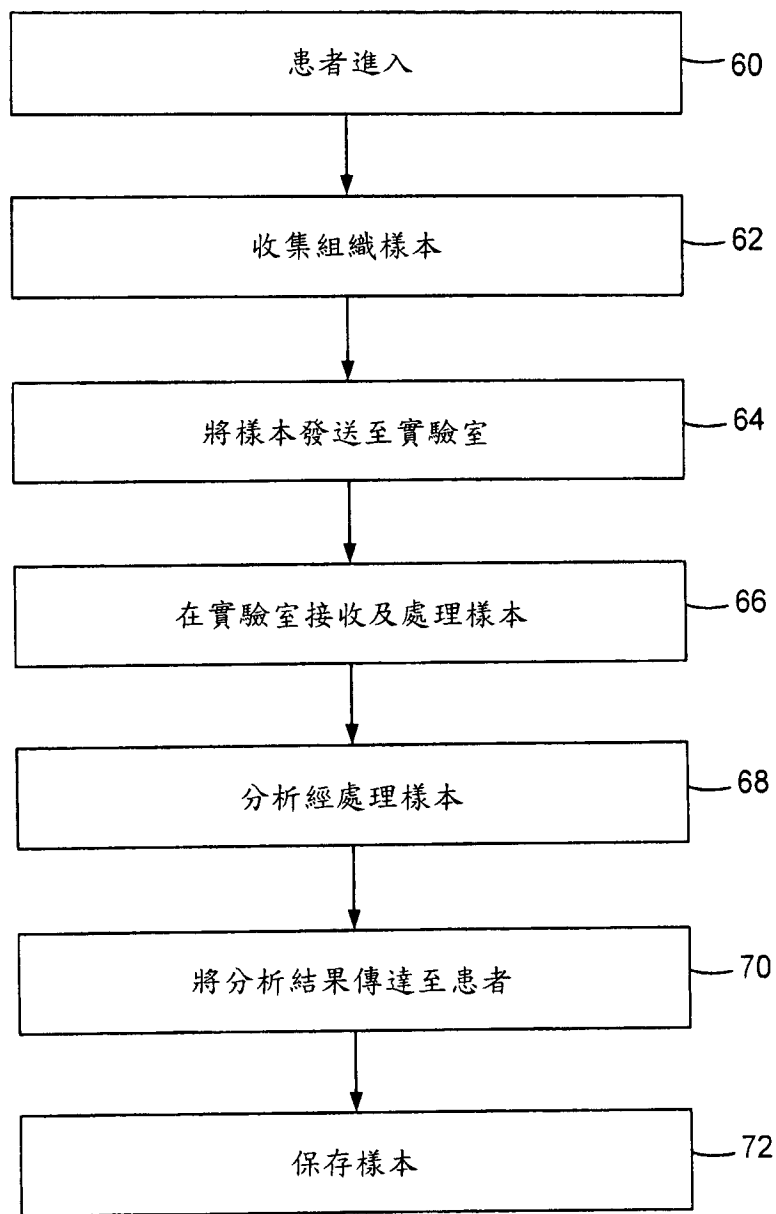 患者進入
60
收集組織樣本
62
將樣本發送至實驗室
64
在實驗室接收及處理樣本
66
分析經處理樣本
68
將分析結果傳達至患者
70
保存樣本
72